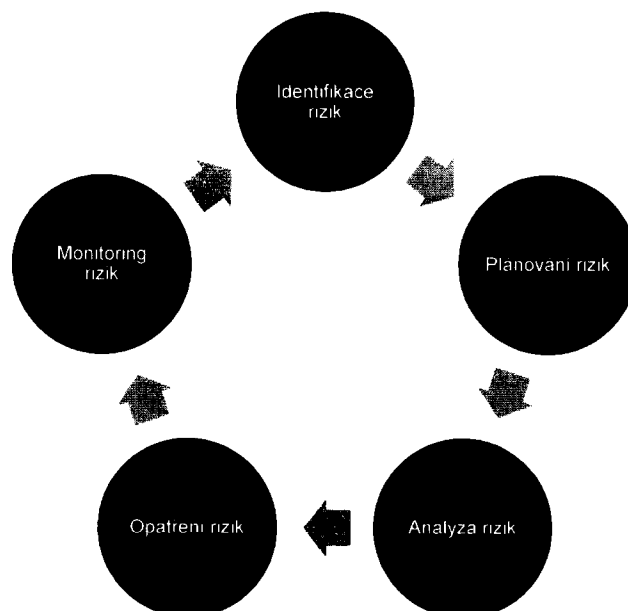 Identifikace
rizik
Planovani rizik
Analyza rizik
Opatreni rizik
Monitoring
rizik